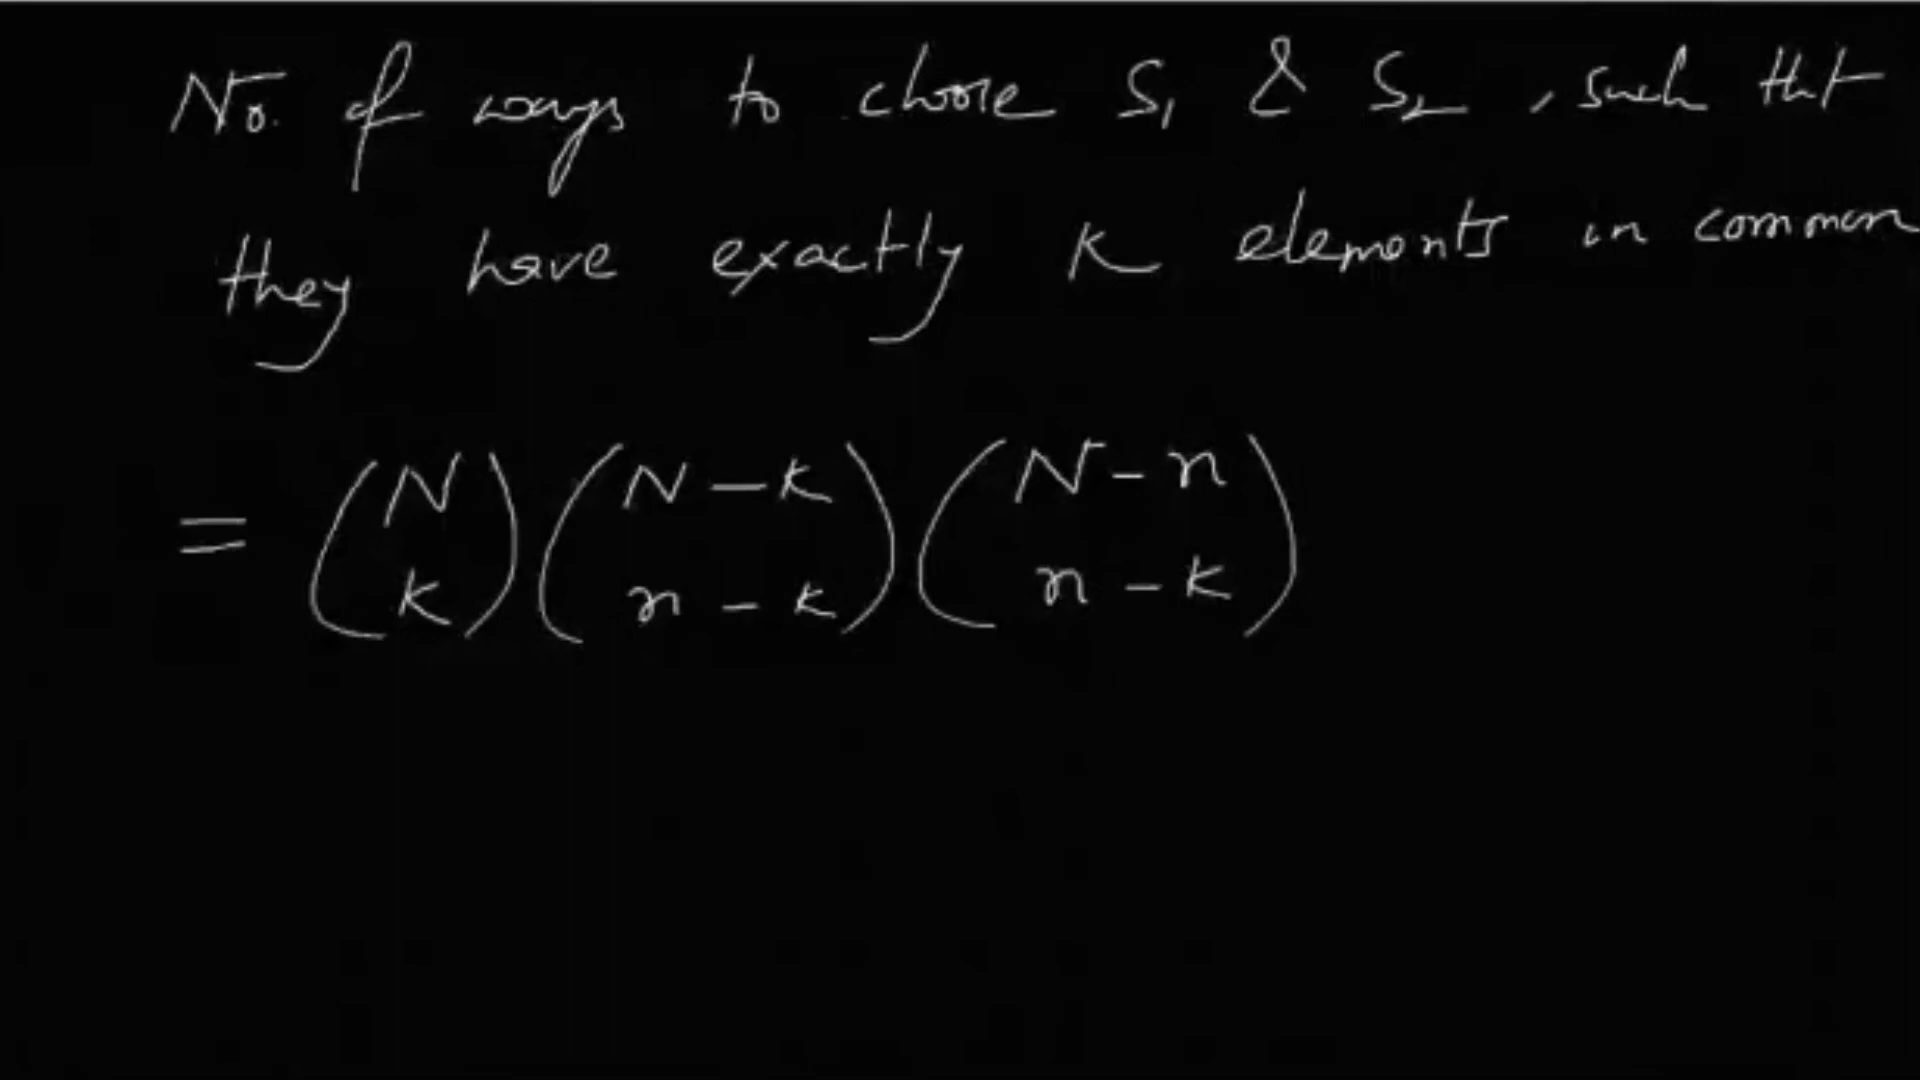 No. of ways to choose S₁ & S₂, such that
they have exactly k elements in common
= (N k) (N-k n-k) (N-n n-k)